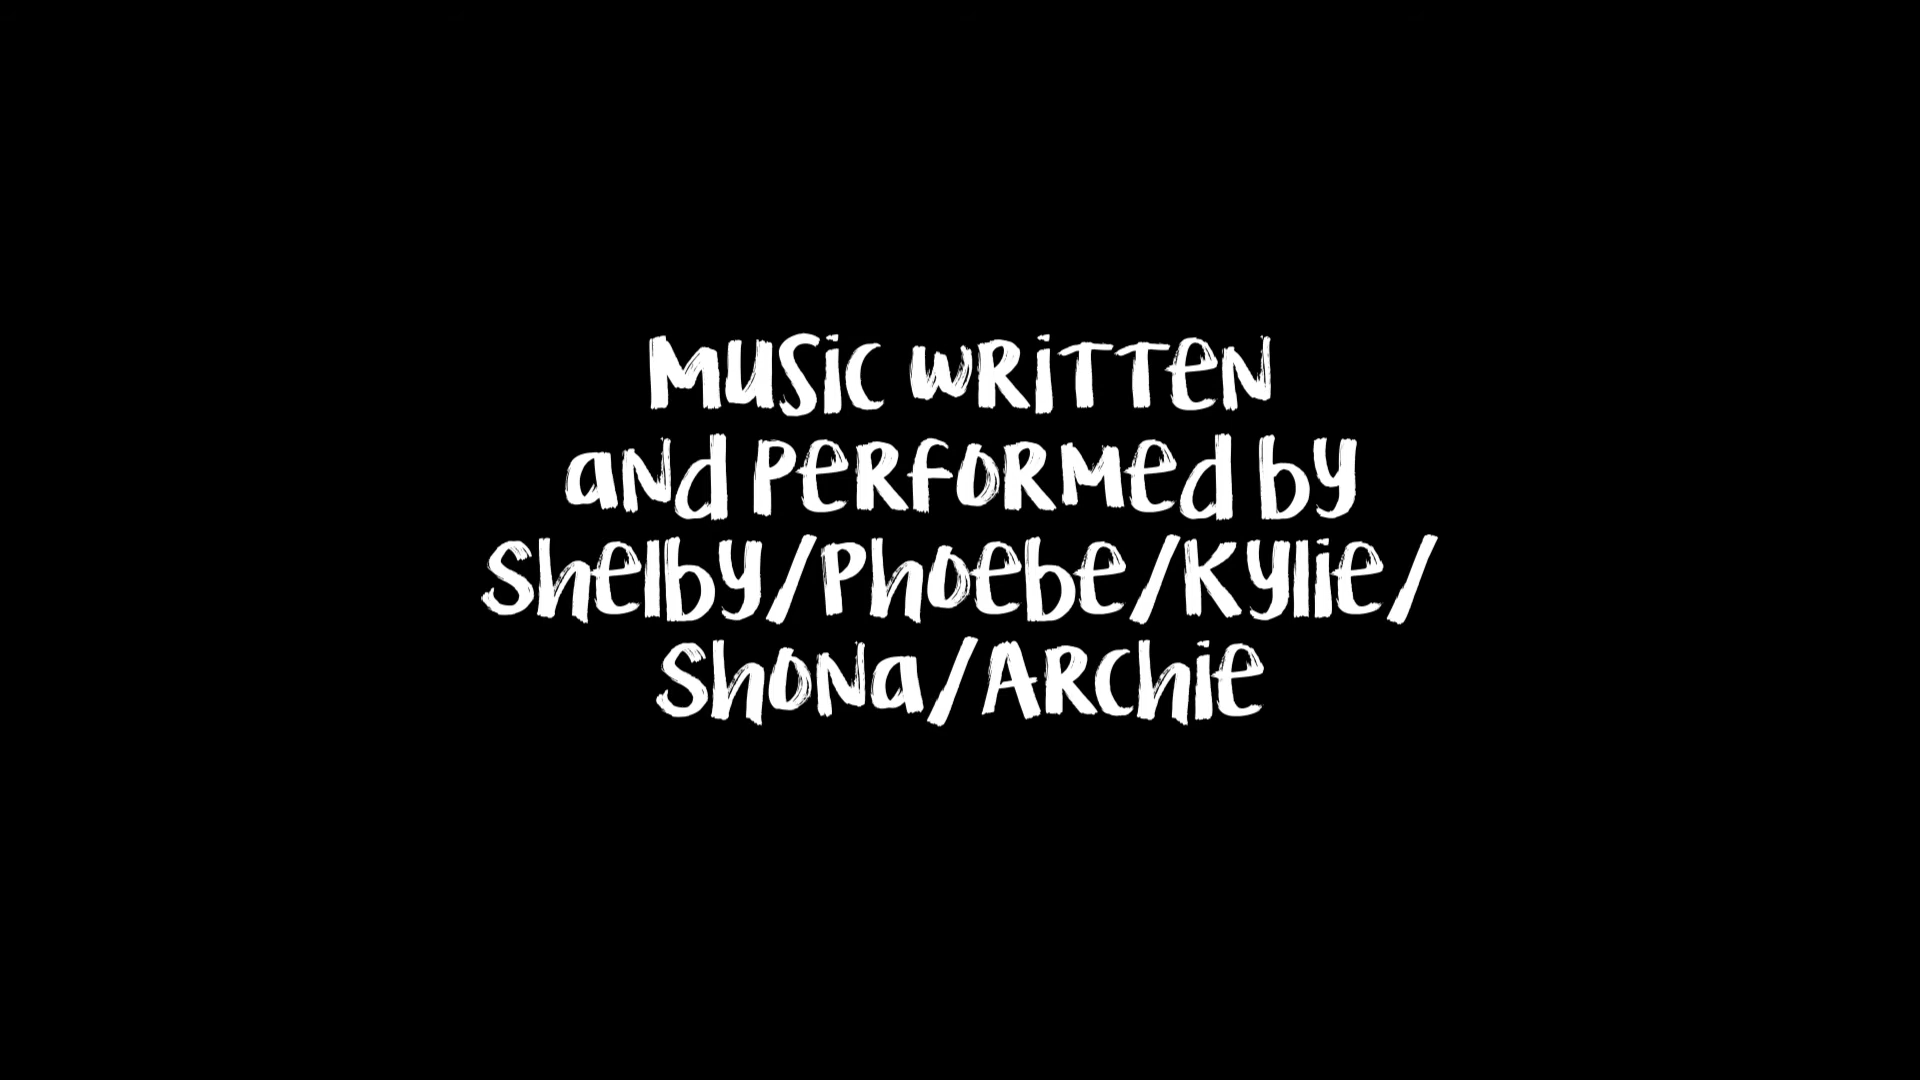 Music written
and performed by
Shelby/Phoebe/Kylie/
Shona/Archie